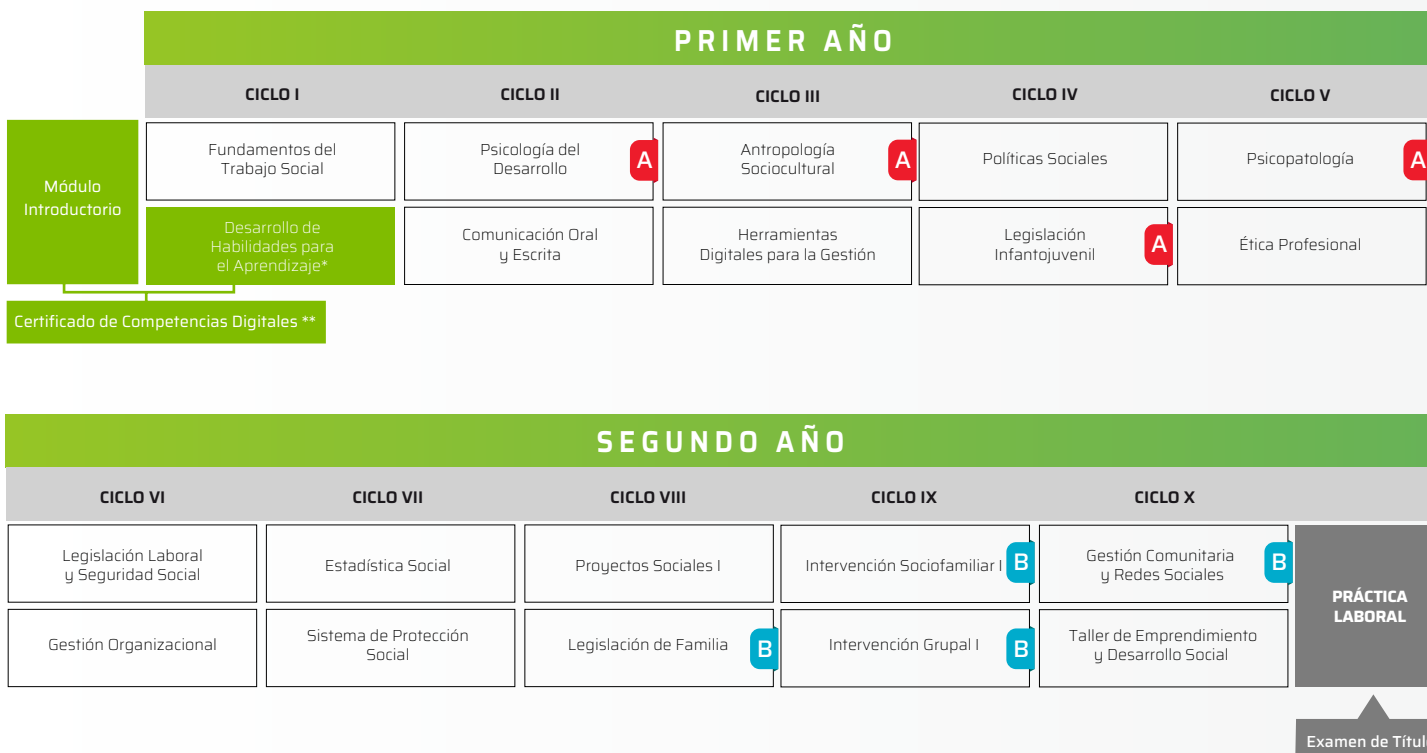 PRIMER AÑO
CICLO I
CICLO II
CICLO III
CICLO IV
CICLO V
Módulo
Introductorio
Fundamentos del
Trabajo Social
Psicología del
Desarrollo
A
Antropología
Sociocultural
A
Políticas Sociales
Psicopatología
A
Desarrollo de
Habilidades para
el Aprendizaje*
Comunicación Oral
y Escrita
Herramientas
Digitales para la Gestión
Legislación
Infantojuvenil
A
Ética Profesional
Certificado de Competencias Digitales **
SEGUNDO AÑO
CICLO VI
CICLO VII
CICLO VIII
CICLO IX
CICLO X
Legislación Laboral
y Seguridad Social
Estadística Social
Proyectos Sociales I
Intervención Sociofamiliar I
B
Gestión Comunitaria
y Redes Sociales
B
Gestión Organizacional
Sistema de Protección
Social
Legislación de Familia
B
Intervención Grupal I
B
Taller de Emprendimiento
y Desarrollo Social
PRÁCTICA
LABORAL
Examen de Títul